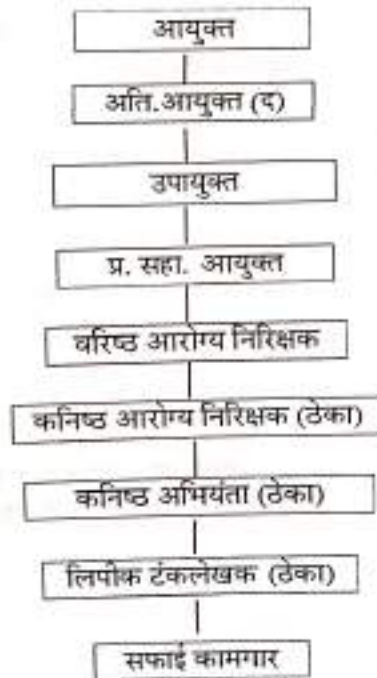 आयुक्त
अति.आयुक्त (द)
उपायुक्त
प्र. सहा. आयुक्त
वरिष्ठ आरोग्य निरिक्षक
कनिष्ठ आरोग्य निरिक्षक (ठेका)
कनिष्ठ अभियंता (ठेका)
लिपीक टंकलेखक (ठेका)
सफाई कामगार